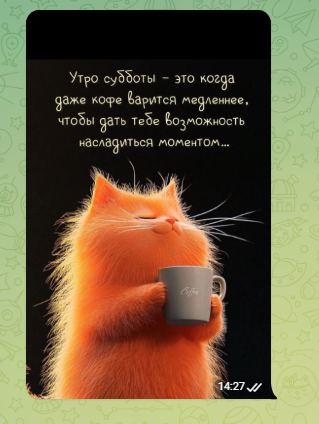 Утро субботы – это когда
даже кофе варится медленнее,
чтобы дать тебе возможность
насладиться моментом...
14:27